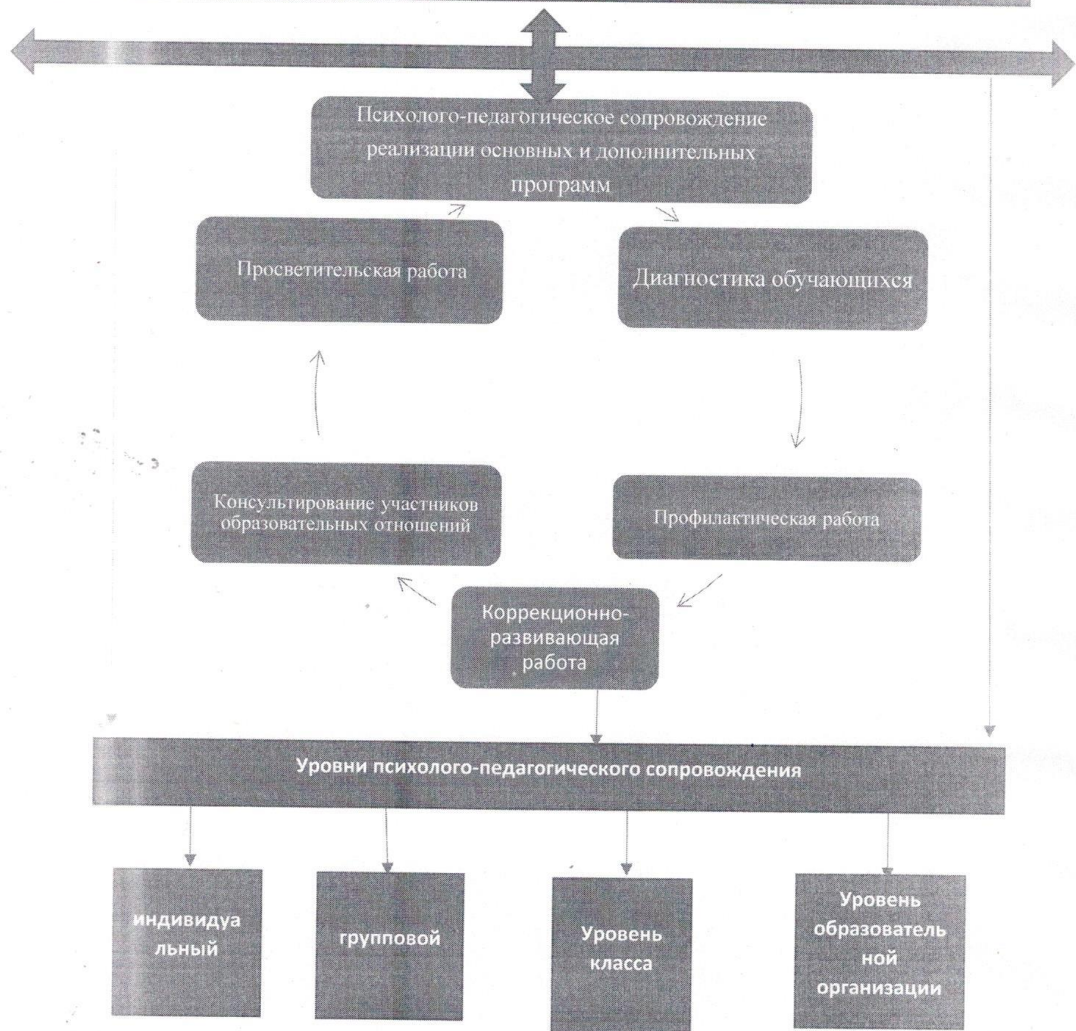 Психолого-педагогическое сопровождение
реализации основных и дополнительных
программ
Просветительская работа
Диагностика обучающихся
Консультирование участников
образовательных отношений
Профилактическая работа
Коррекционно-
развивающая
работа
Уровни психолого-педагогического сопровождения
индивидуа
льный
групповой
Уровень
класса
Уровень
образователь
ной
организации